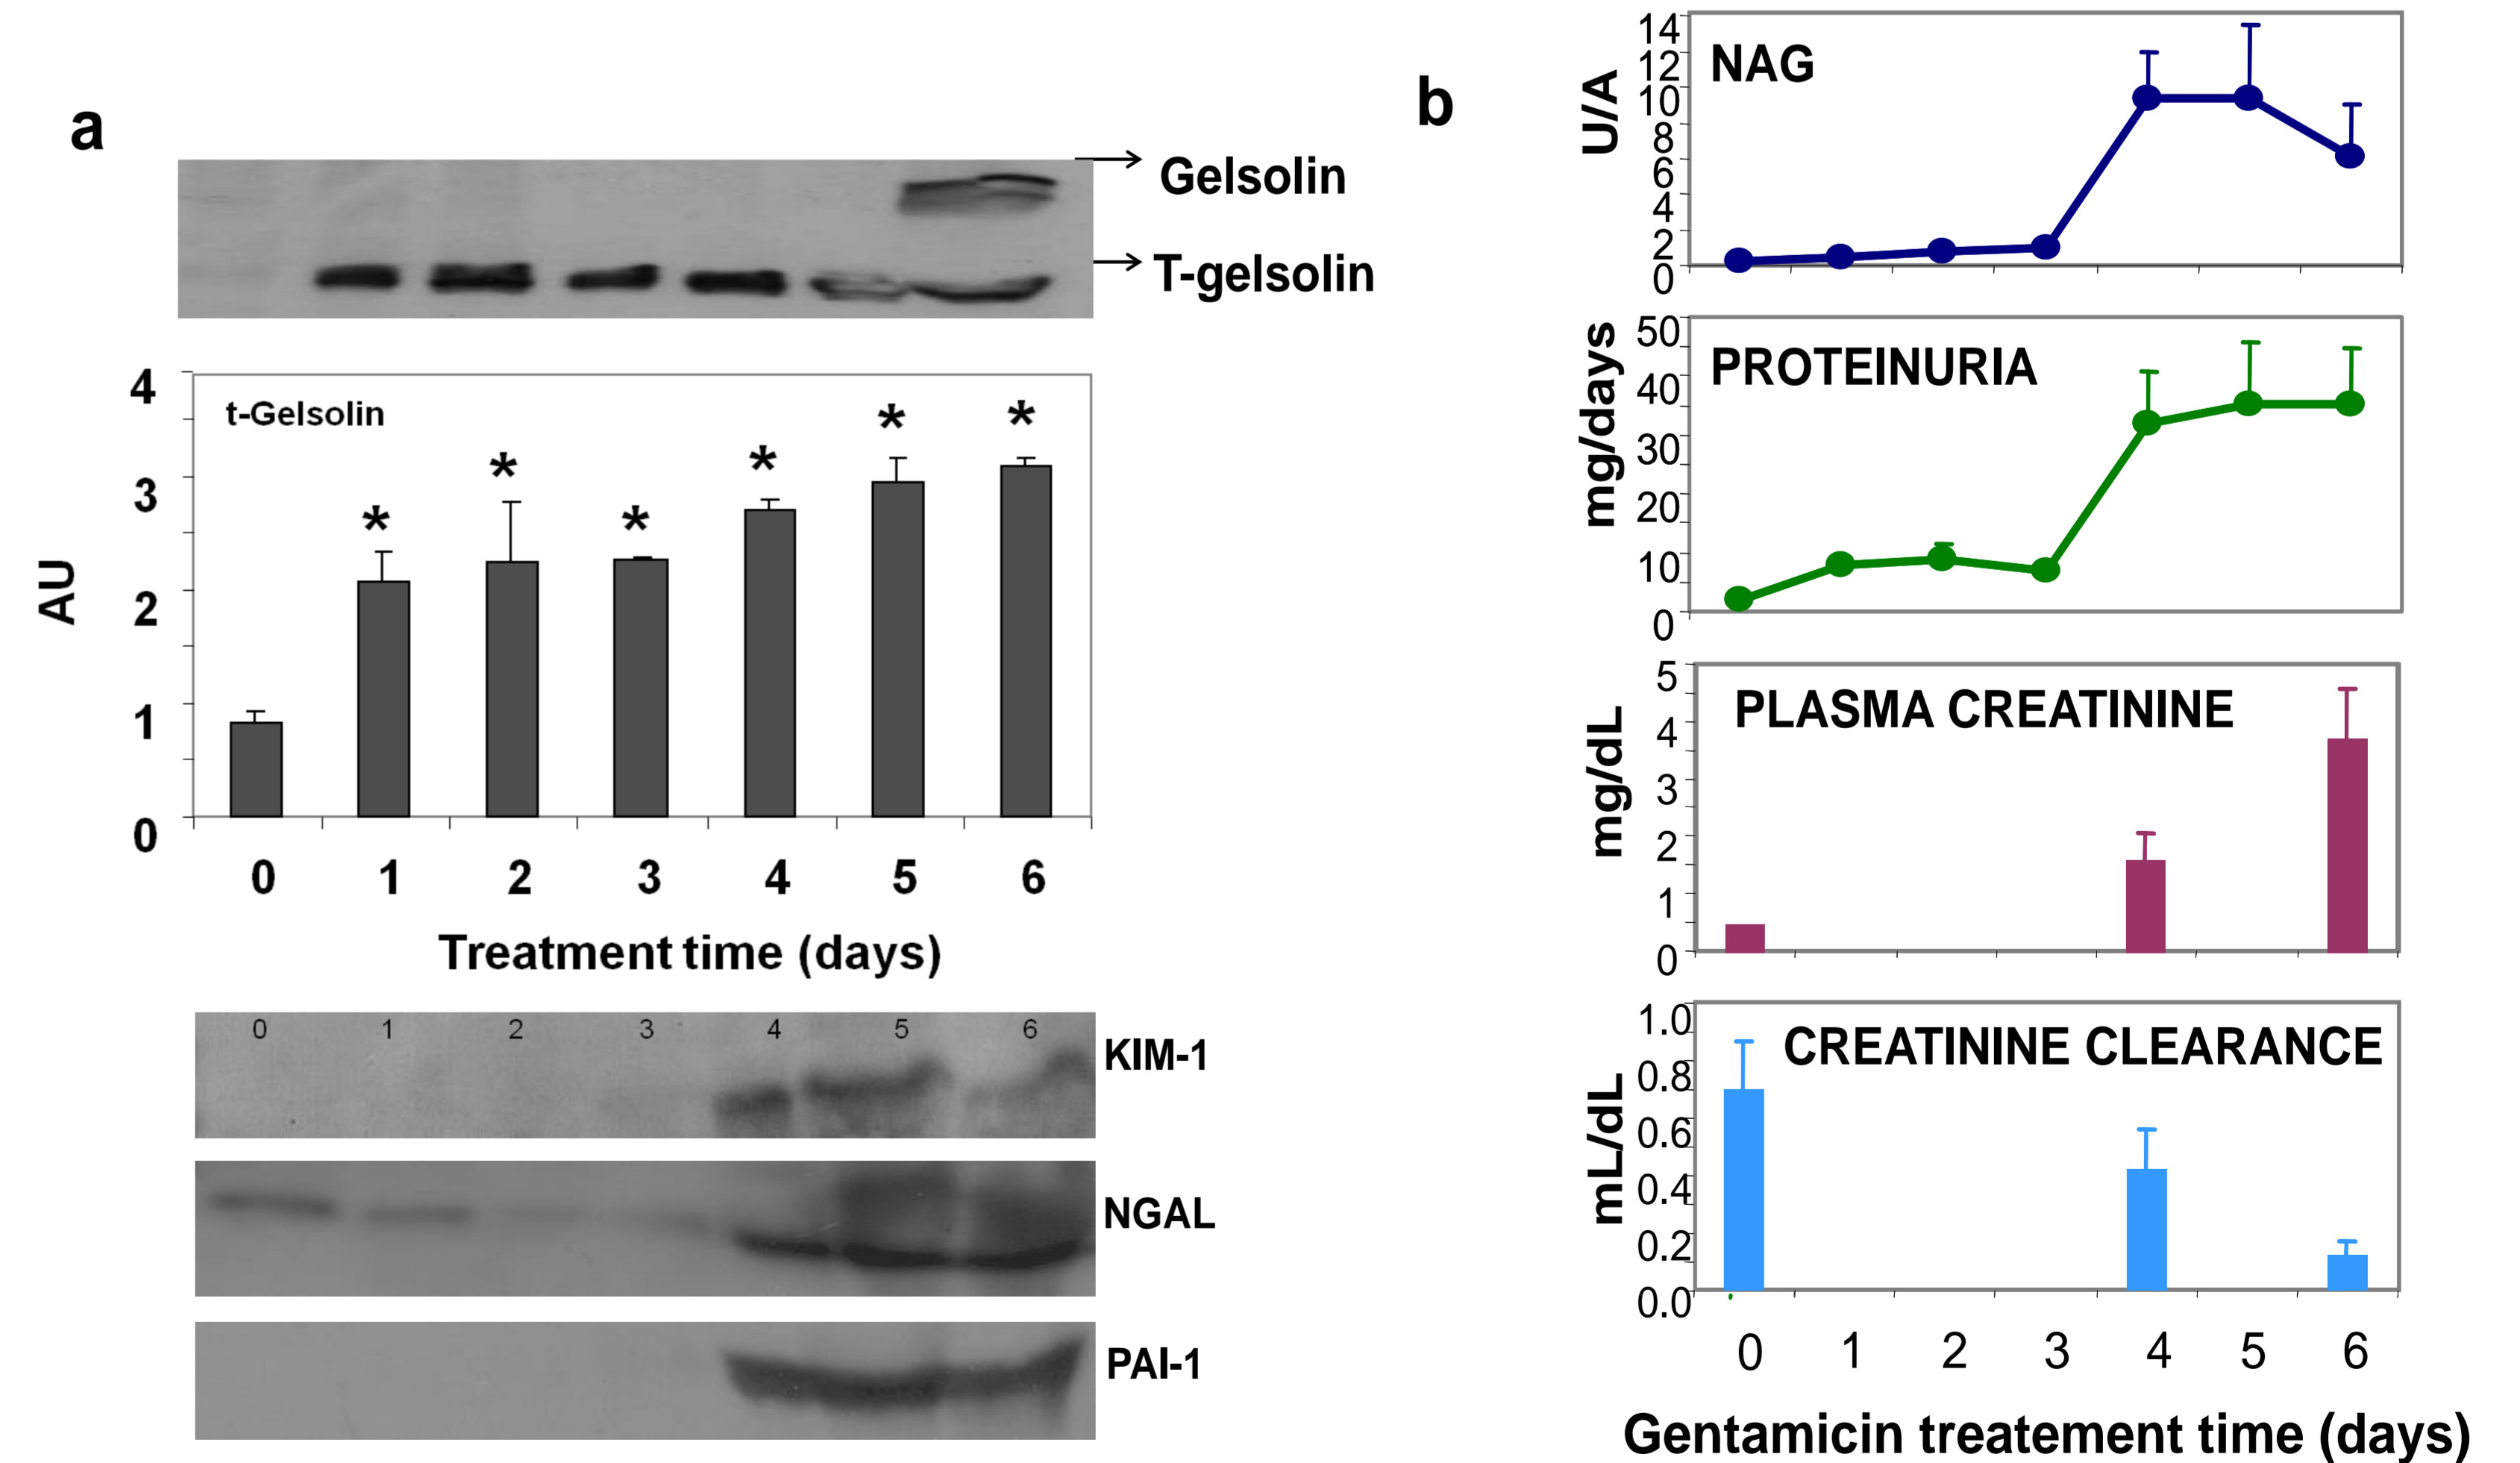 a
Gelsolin
T-gelsolin
t-Gelsolin
* * * * * *
4
3
2
1
0
AU
0 1 2 3 4 5 6
Treatment time (days)
0 1 2 3 4 5 6
KIM-1
NGAL
PAI-1
b
NAG
U/A
14
12
10
8
6
4
2
0
PROTEINURIA
mg/days
50
40
30
20
10
0
PLASMA CREATININE
mg/dL
5
4
3
2
1
0
CREATININE CLEARANCE
mL/dL
1.0
0.8
0.6
0.4
0.2
0.0
0 1 2 3 4 5 6
Gentamicin treatement time (days)